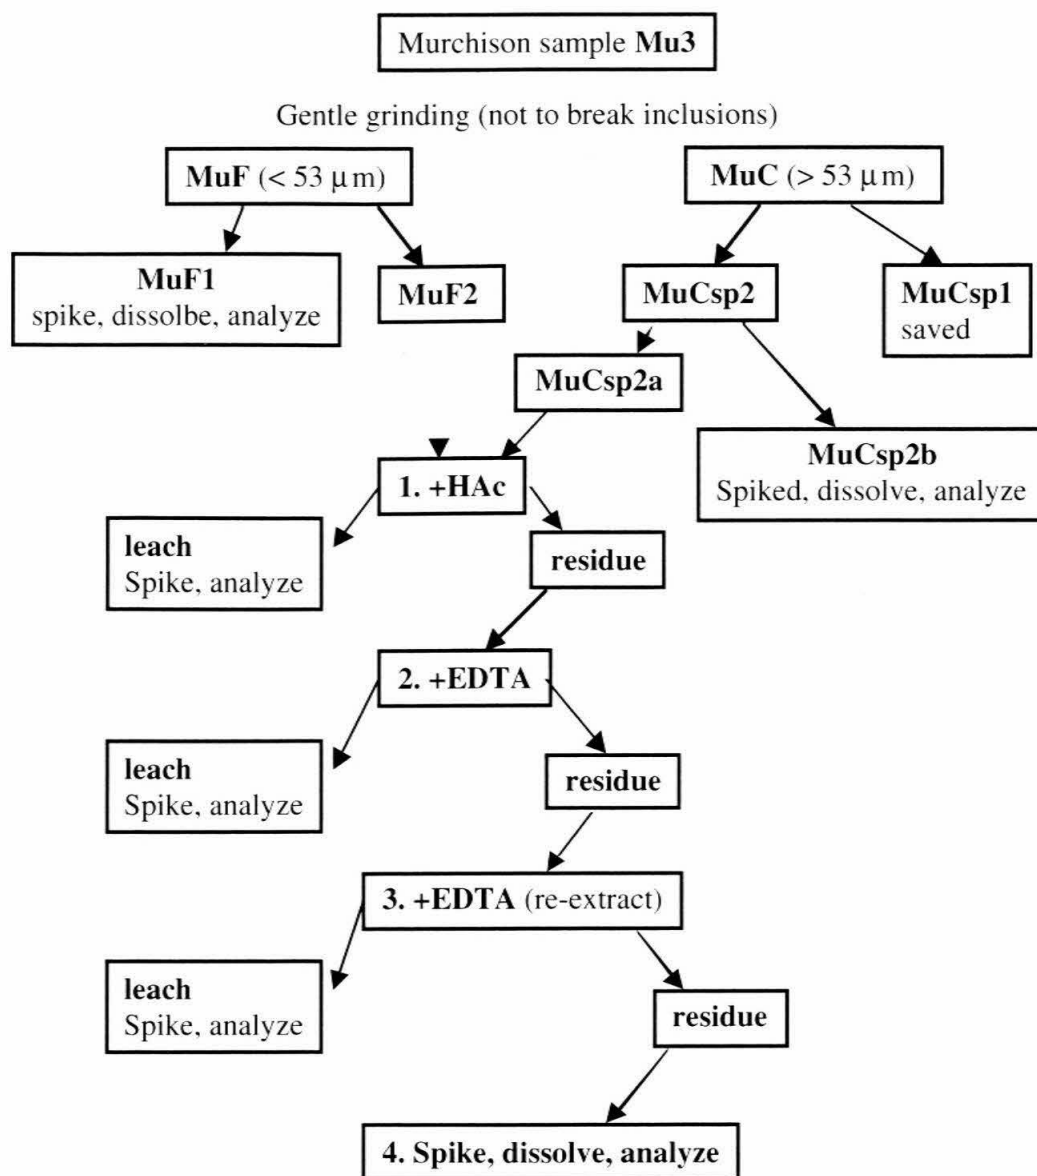 Murchison sample Mu3
Gentle grinding (not to break inclusions)
MuF (< 53 µm)
MuC (> 53 µm)
MuF1
spike, dissolbe, analyze
MuF2
MuCsp2
MuCsp1
saved
MuCsp2a
MuCsp2b
Spiked, dissolve, analyze
1. +HAc
leach
Spike, analyze
residue
2. +EDTA
leach
Spike, analyze
residue
3. +EDTA (re-extract)
leach
Spike, analyze
residue
4. Spike, dissolve, analyze